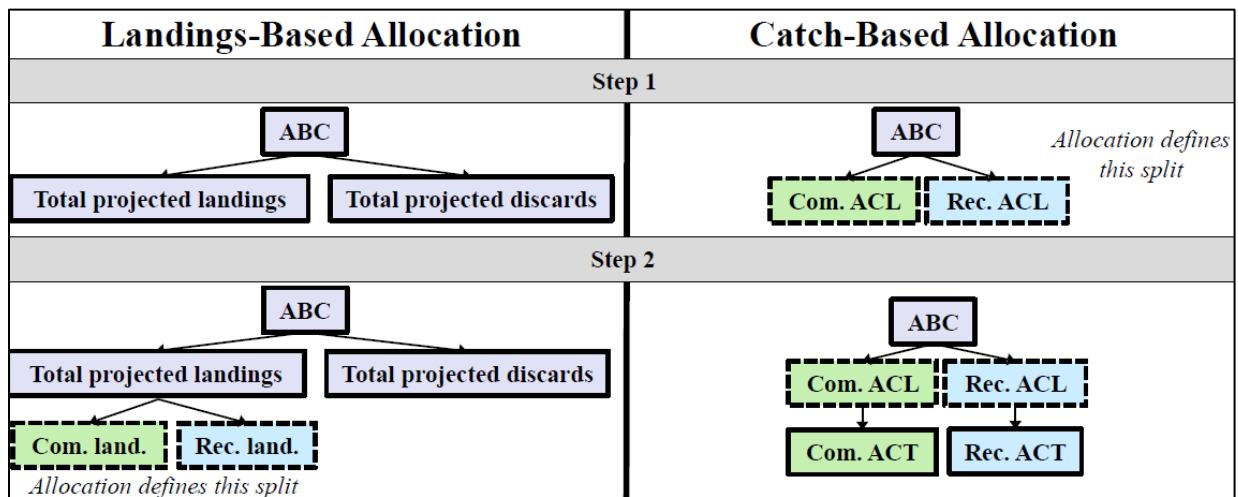 Landings-Based Allocation
Catch-Based Allocation
Step 1
ABC
Total projected landings
Total projected discards
ABC
Allocation defines
this split
Com. ACL
Rec. ACL
Step 2
ABC
Total projected landings
Total projected discards
Com. land.
Rec. land.
Allocation defines this split
ABC
Com. ACL
Rec. ACL
Com. ACT
Rec. ACT